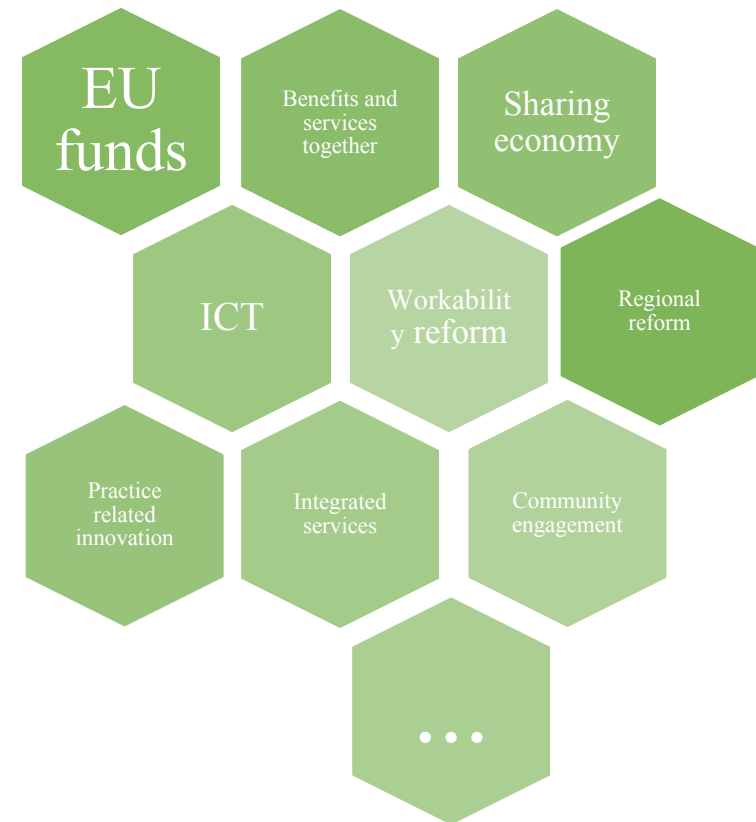 EU
funds
Benefits and
services
together
Sharing
economy
ICT
Workabilit
y reform
Regional
reform
Practice
related
innovation
Integrated
services
Community
engagement
...